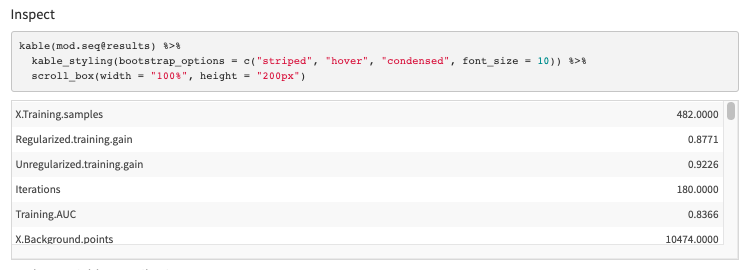 Inspect
kable(mod.seq@results) %>%
  kable_styling(bootstrap_options = c("striped", "hover", "condensed", font_size = 10)) %>%
  scroll_box(width = "100%", height = "200px")
X.Training.samples 482.0000
Regularized.training.gain 0.8771
Unregularized.training.gain 0.9226
Iterations 180.0000
Training.AUC 0.8366
X.Background.points 10474.0000